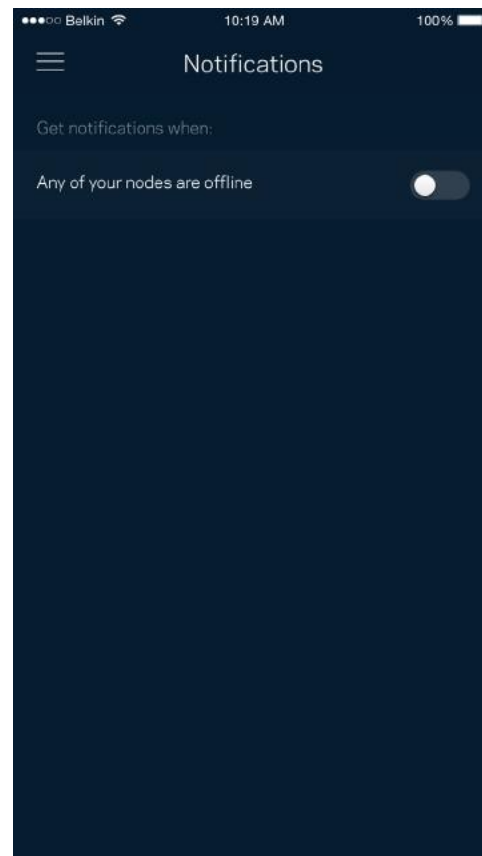 Belkin 10:19 AM 100%
Notifications
Get notifications when:
Any of your nodes are offline